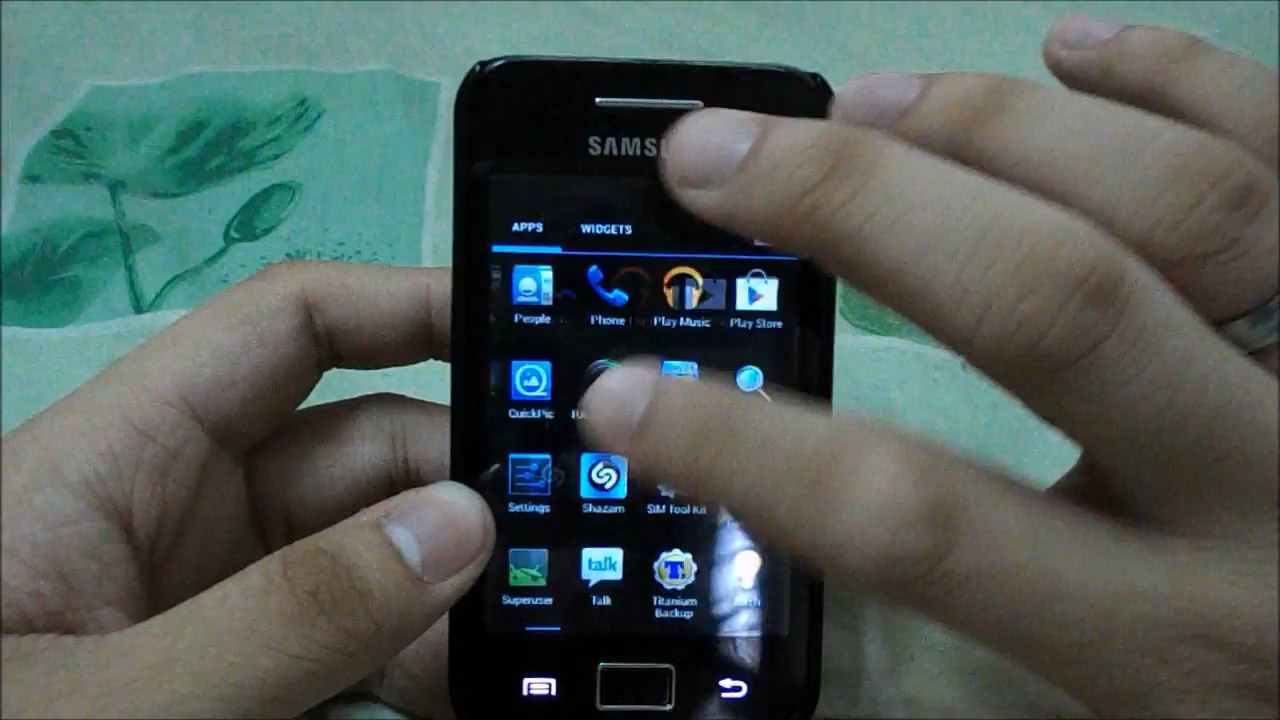 SAMSU
APPS WIDGETS
People Phone Play Music Play Store
QuickPic
Settings Shazam SIM Tool Kit
talk
Superuser Talk Titanium
Backup